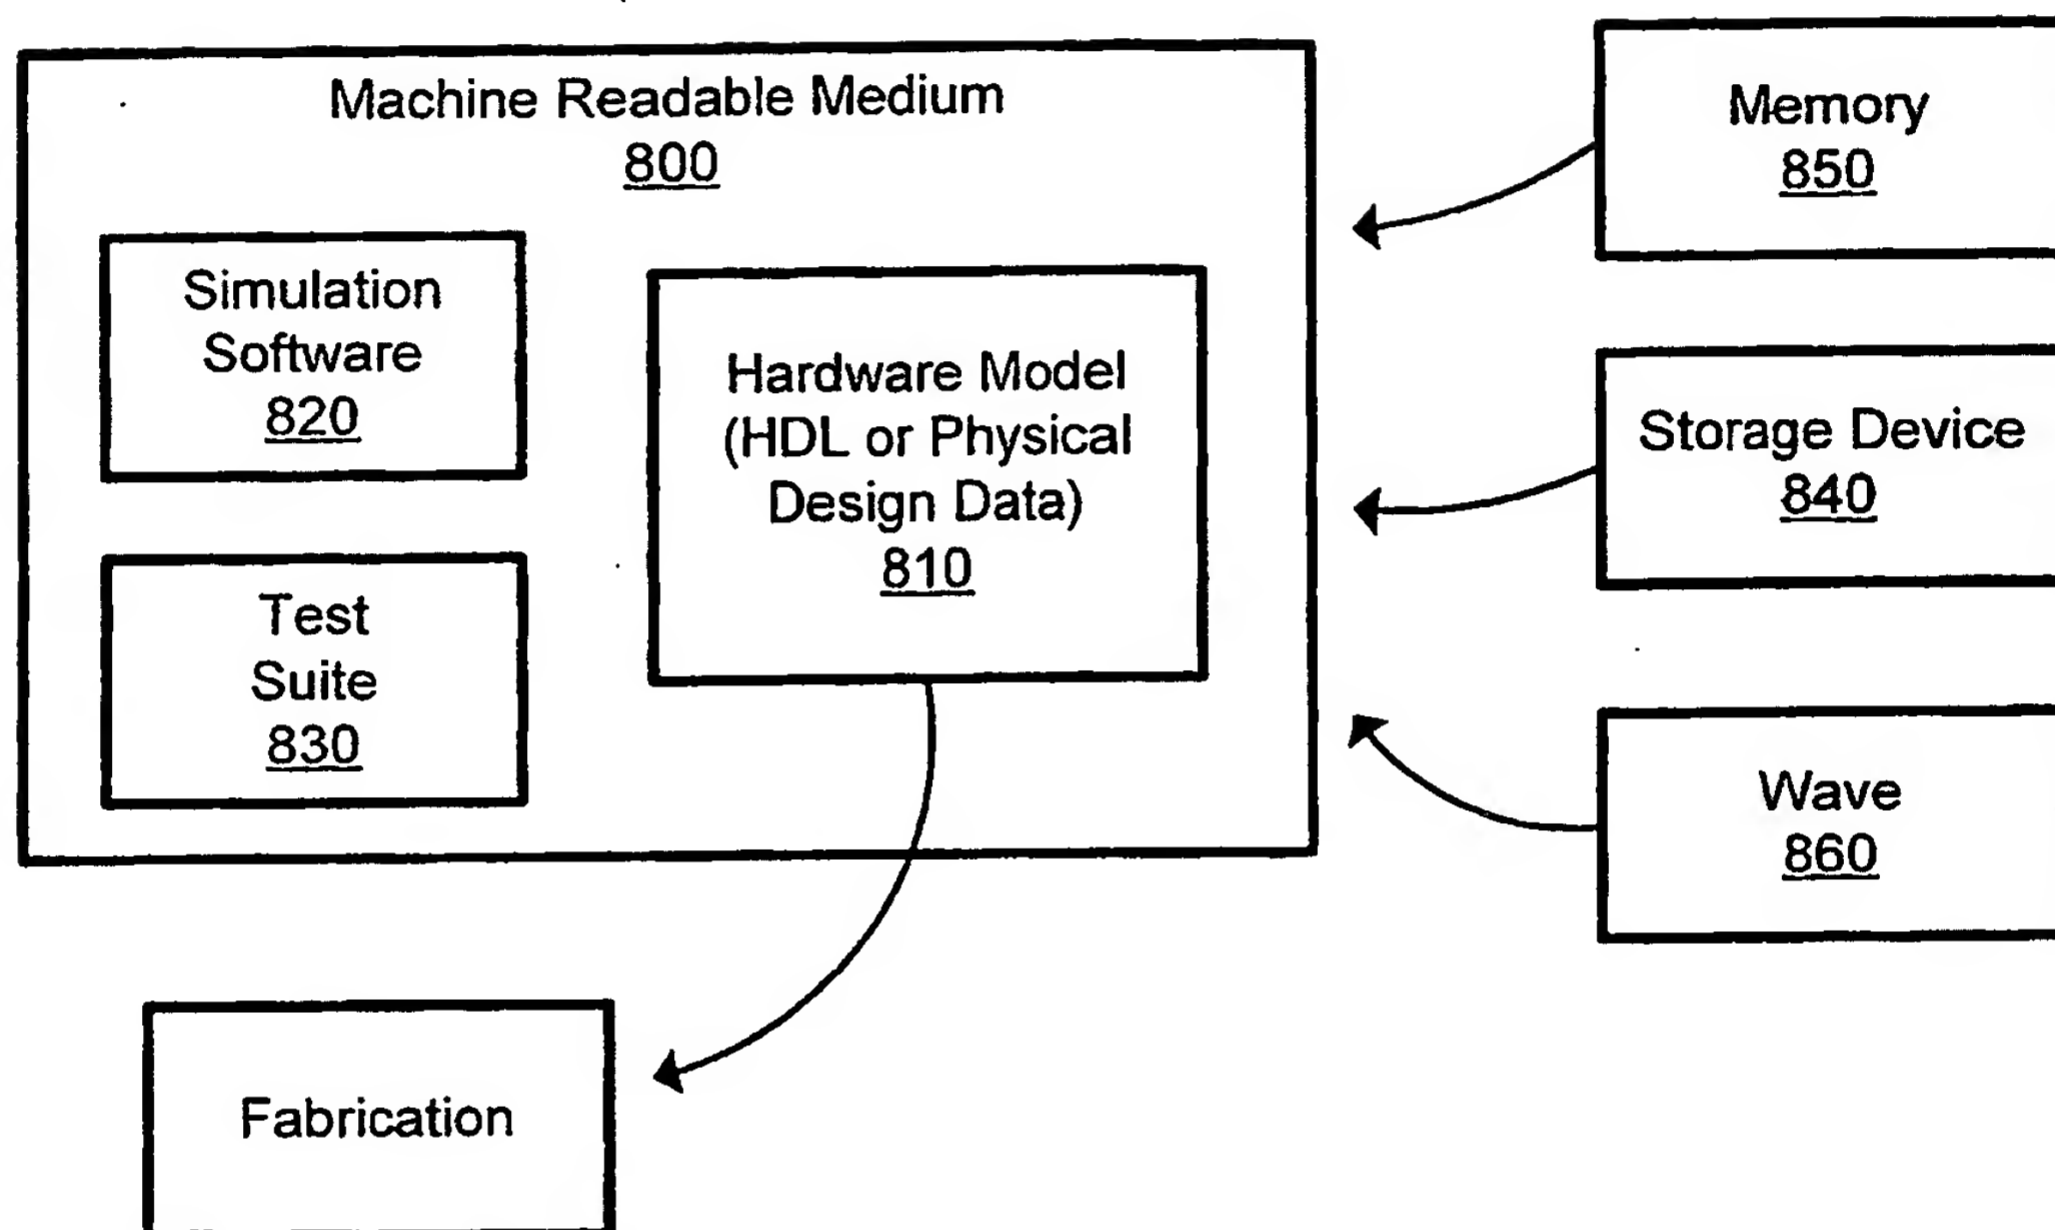 Machine Readable Medium
800
Simulation
Software
820
Test
Suite
830
Hardware Model
(HDL or Physical
Design Data)
810
Memory
850
Storage Device
840
Wave
860
Fabrication